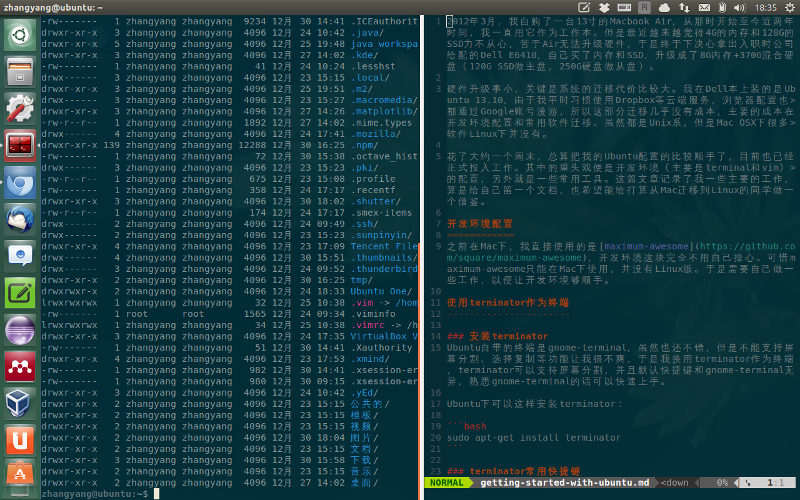 zhangyang@ubuntu: ~
18:35
-rw------- 1 zhangyang zhangyang 9234 12月 30 14:41 .ICEauthorit
drwxr-xr-x 3 zhangyang zhangyang 4096 12月 24 10:42 .java/
drwxr-xr-x 5 zhangyang zhangyang 4096 12月 25 19:48 java_workspa
drwxr-xr-x 3 zhangyang zhangyang 4096 12月 27 14:02 .kde/
-rw------- 1 zhangyang zhangyang 41 12月 24 10:24 .lesshst
drwx------ 3 zhangyang zhangyang 4096 12月 23 15:15 .local/
drwxr-xr-x 3 zhangyang zhangyang 4096 12月 25 19:51 .m2/
drwx------ 3 zhangyang zhangyang 4096 12月 23 15:27 .macromedia/
drwxr-xr-x 3 zhangyang zhangyang 4096 12月 27 14:26 .matplotlib/
-rw-r--r-- 1 zhangyang zhangyang 1892 12月 27 14:02 .mime.types
drwx------ 4 zhangyang zhangyang 4096 12月 24 17:41 .mozilla/
drwxr-xr-x 139 zhangyang zhangyang 12288 12月 30 16:25 .npm/
-rw------- 1 zhangyang zhangyang 72 12月 30 15:38 .octave_hist
drwx------ 3 zhangyang zhangyang 4096 12月 23 15:23 .pki/
-rw-r--r-- 1 zhangyang zhangyang 675 12月 23 15:08 .profile
-rw------- 1 zhangyang zhangyang 358 12月 24 17:17 .recentf
drwxr-xr-x 3 zhangyang zhangyang 4096 12月 30 18:02 .shutter/
-rw-r--r-- 1 zhangyang zhangyang 174 12月 24 17:17 .smex-items
drwx------ 2 zhangyang zhangyang 4096 12月 24 09:49 .ssh/
drwx------ 2 zhangyang zhangyang 4096 12月 25 15:23 .sunpinyin/
drwxr-xr-x 4 zhangyang zhangyang 4096 12月 23 17:09 Tencent File
drwx------ 4 zhangyang zhangyang 4096 12月 30 15:51 .thumbnails/
drwx------ 3 zhangyang zhangyang 4096 12月 24 09:52 .thunderbird
drwxr-xr-x 2 zhangyang zhangyang 4096 12月 30 16:25 tmp/
drwxrwxr-x 2 zhangyang zhangyang 4096 12月 24 18:33 Ubuntu One/
lrwxrwxrwx 1 zhangyang zhangyang 32 12月 25 10:38 .vim -> /hom
-rw------- 1 root root 1565 12月 24 09:34 .viminfo
lrwxrwxrwx 1 zhangyang zhangyang 34 12月 25 10:38 .vimrc -> /h
drwxrwxr-x 3 zhangyang zhangyang 4096 12月 24 17:35 VirtualBox V
-rw------- 1 zhangyang zhangyang 51 12月 30 14:41 .Xauthority
drwxrwxr-x 4 zhangyang zhangyang 4096 12月 23 17:53 .xmind/
-rw------- 1 zhangyang zhangyang 982 12月 30 14:41 .xsession-er
-rw------- 1 zhangyang zhangyang 980 12月 30 09:15 .xsession-er
drwxrwxr-x 3 zhangyang zhangyang 4096 12月 24 10:42 .yEd/
drwxr-xr-x 2 zhangyang zhangyang 4096 12月 23 15:15 公共的/
drwxr-xr-x 2 zhangyang zhangyang 4096 12月 23 15:15 模板/
drwxr-xr-x 2 zhangyang zhangyang 4096 12月 23 15:15 视频/
drwxr-xr-x 2 zhangyang zhangyang 4096 12月 30 18:04 图片/
drwxr-xr-x 2 zhangyang zhangyang 4096 12月 23 15:15 文档/
drwxr-xr-x 3 zhangyang zhangyang 4096 12月 30 15:58 下载/
drwxr-xr-x 2 zhangyang zhangyang 4096 12月 23 15:15 音乐/
drwxr-xr-x 2 zhangyang zhangyang 4096 12月 27 14:02 桌面/
zhangyang@ubuntu:~$
1 2012年3月，我自购了一台13寸的Macbook Air，从那时开始至今近两年
时间，我一直用它作为工作本。但是最近越来越觉得4G的内存和128G的
SSD力不从心，苦于Air无法升级硬件，于是终于下决心拿出入职时公司
给配的Dell E6410，自己买了内存和SSD，升级成了8G内存+370G混合硬
盘（120G SSD做主盘，250G硬盘做从盘）。
2
3 硬件升级事小，关键是系统的迁移代价比较大。我在Dell本上装的是Ub
untu 13.10，由于我平时习惯使用Dropbox等云端服务，浏览器配置也>
都通过Google账号漫游，所以这部分迁移几乎没有成本，主要的成本在
开发环境配置和常用软件迁移。虽然都是Unix系，但是Mac OSX下很多>
软件Linux下并没有。
4
5 花了大约一个周末，总算把我的Ubuntu配置的比较顺手了，目前也已经
正式投入工作。其中的重头戏便是开发环境（主要是terminal和vim）>
的配置，另外就是一些常用工具。这篇文章记录了我一些主要的工作，
算是给自己留一个文档，也希望能给打算从Mac迁移到Linux的同学做一
个借鉴。
6
7 开发环境配置
8 ============
9 之前在Mac下，我直接使用的是[maximum-awesome](https://github.co
m/square/maximum-awesome)，开发环境这块完全不用自己操心。可惜m
aximum-awesome只能在Mac下使用，并没有Linux版。于是需要自己做一
些工作，以便让开发环境够顺手。
10
11 使用terminator作为终端
12 ----------------------
13
14 ### 安装terminator
15 Ubuntu自带的终端是gnome-terminal，虽然也还不错，但是不能支持屏
幕分割、选择复制等功能让我很不爽，于是我换用terminator作为终端
，terminator可以支持屏幕分割，并且默认快捷键和gnome-terminal无
异，熟悉gnome-terminal的话可以快速上手。
16
17 Ubuntu下可以这样安装terminator：
18
19 ```bash
20 sudo apt-get install terminator
21 ```
22
23 ### terminator常用快捷键
NORMAL getting-started-with-ubuntu.md <down 0% 1:1